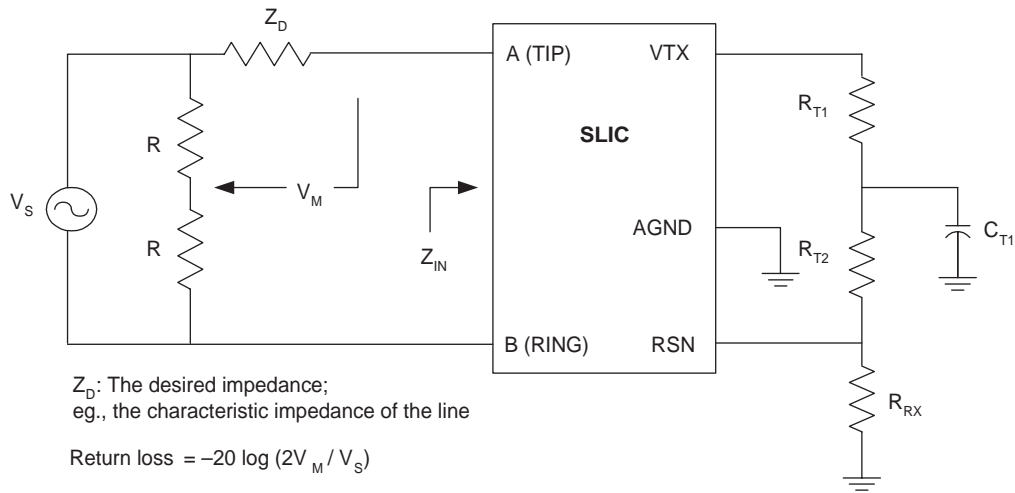 Z_D
A (TIP)
VTX
R_T1
SLIC
R
V_M
V_S
R
Z_IN
AGND
R_T2
C_T1
B (RING)
RSN
R_RX
Z_D: The desired impedance;
eg., the characteristic impedance of the line
Return loss = –20 log (2V_M / V_S)